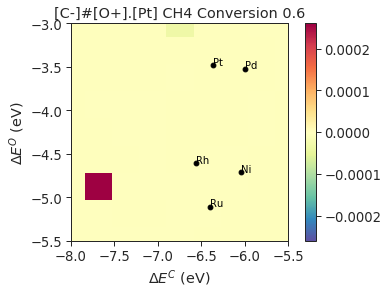 [C-]#[O+].[Pt] CH4 Conversion 0.6
−3.0
−3.5
−4.0
−4.5
−5.0
−5.5
ΔE^O (eV)
Pt
Pd
Rh
Ni
Ru
−8.0 −7.5 −7.0 −6.5 −6.0 −5.5
ΔE^C (eV)
0.0002
0.0001
0.0000
−0.0001
−0.0002